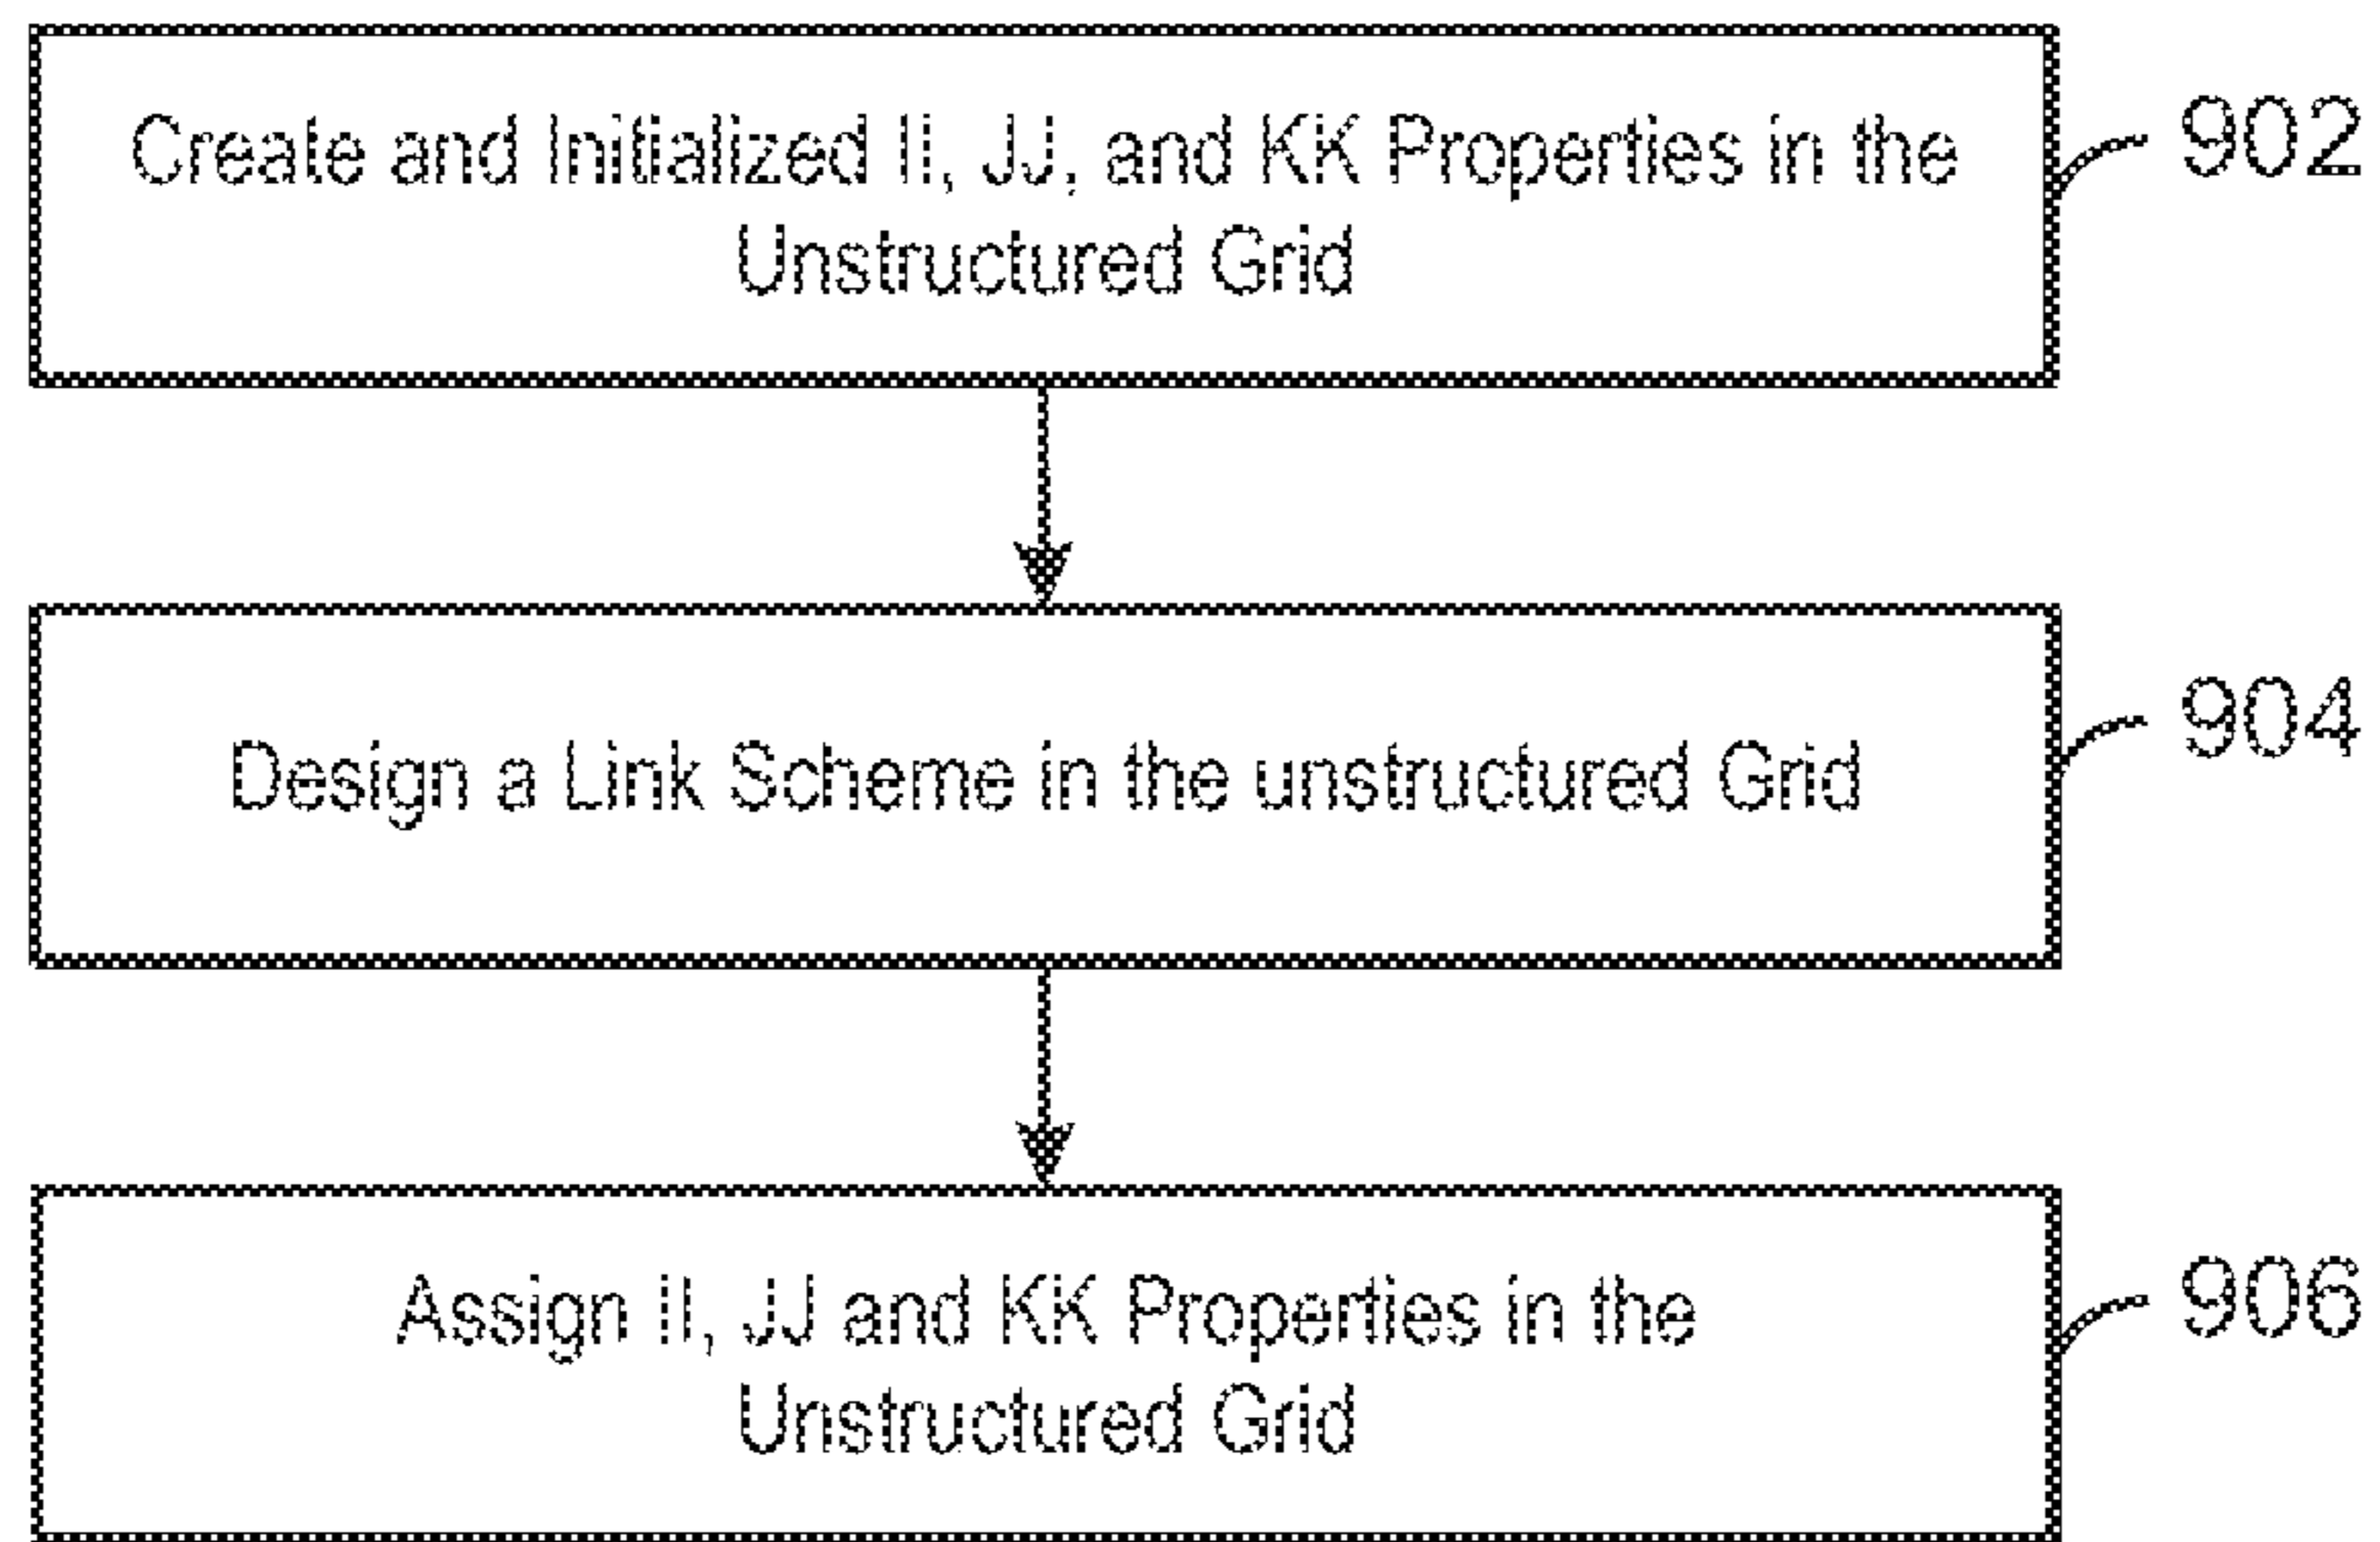 Create and Initialized II, JJ, and KK Properties in the
Unstructured Grid
902
Design a Link Scheme in the unstructured Grid
904
Assign II, JJ and KK Properties in the
Unstructured Grid
906